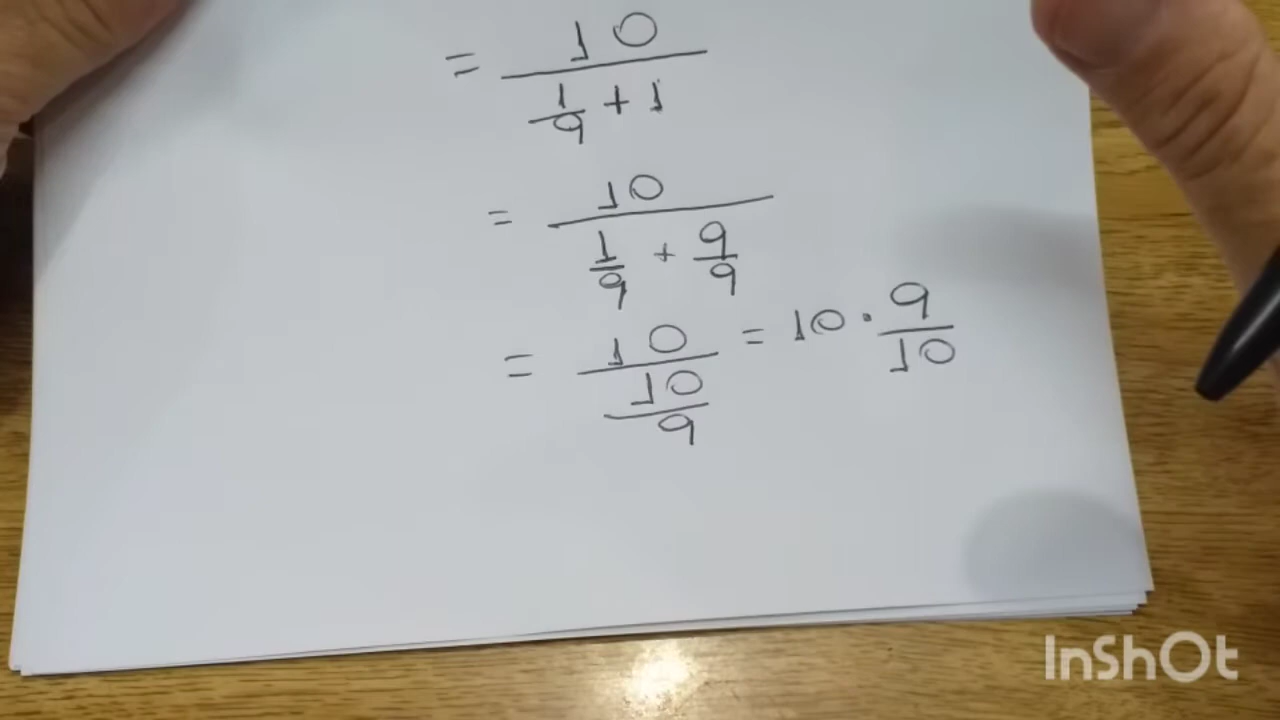 = 10 / (1/9 + 1)
= 10 / (1/9 + 9/9)
= 10 / (10/9) = 10 · 9/10
InShOt